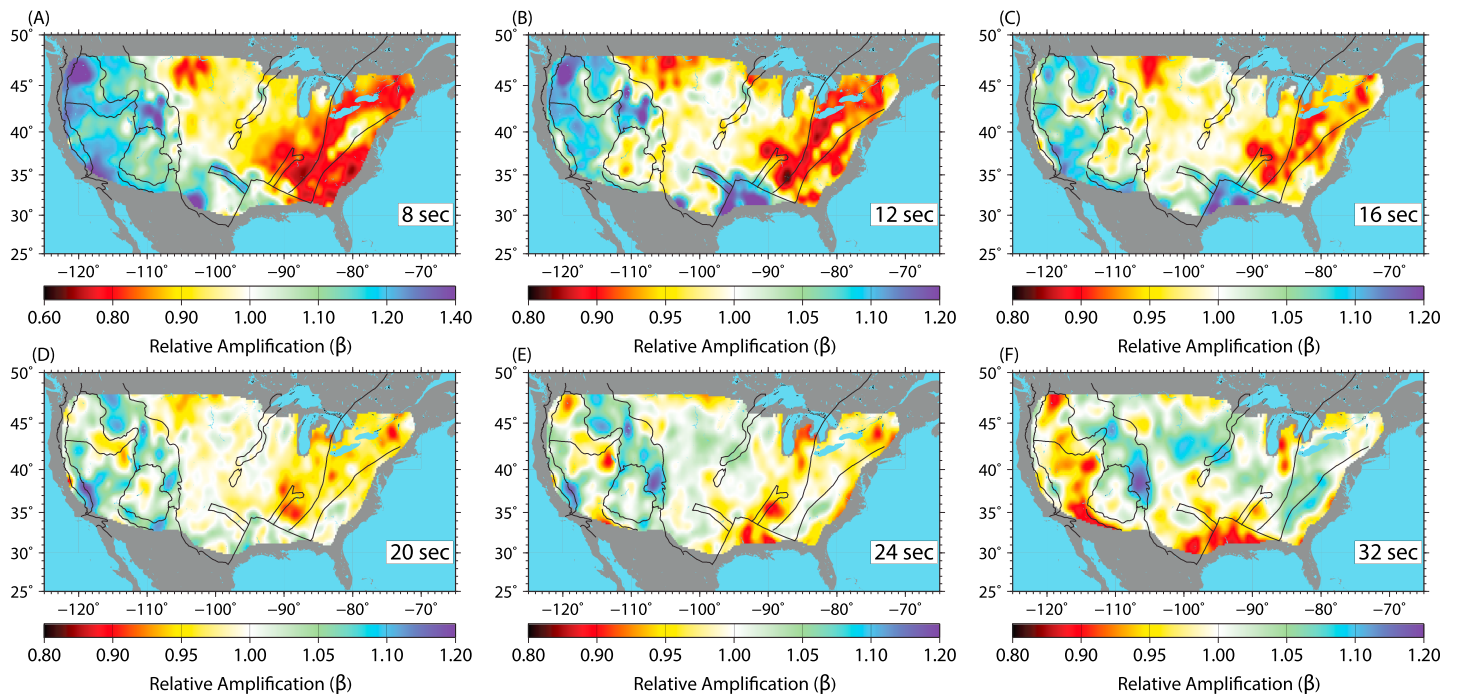 (A) (B) (C)
50° 50° 50°
45° 45° 45°
40° 40° 40°
35° 35° 35°
30° 8 sec 30° 12 sec 30° 16 sec
25° 25° 25°
−120° −110° −100° −90° −80° −70° −120° −110° −100° −90° −80° −70° −120° −110° −100° −90° −80° −70°
0.60 0.80 0.90 1.00 1.10 1.20 1.40 0.80 0.90 0.95 1.00 1.05 1.10 1.20 0.80 0.90 0.95 1.00 1.05 1.10 1.20
Relative Amplification (β) Relative Amplification (β) Relative Amplification (β)
(D) (E) (F)
50° 50° 50°
45° 45° 45°
40° 40° 40°
35° 35° 35°
30° 20 sec 30° 24 sec 30° 32 sec
25° 25° 25°
−120° −110° −100° −90° −80° −70° −120° −110° −100° −90° −80° −70° −120° −110° −100° −90° −80° −70°
0.80 0.90 0.95 1.00 1.05 1.10 1.20 0.80 0.90 0.95 1.00 1.05 1.10 1.20 0.80 0.90 0.95 1.00 1.05 1.10 1.20
Relative Amplification (β) Relative Amplification (β) Relative Amplification (β)